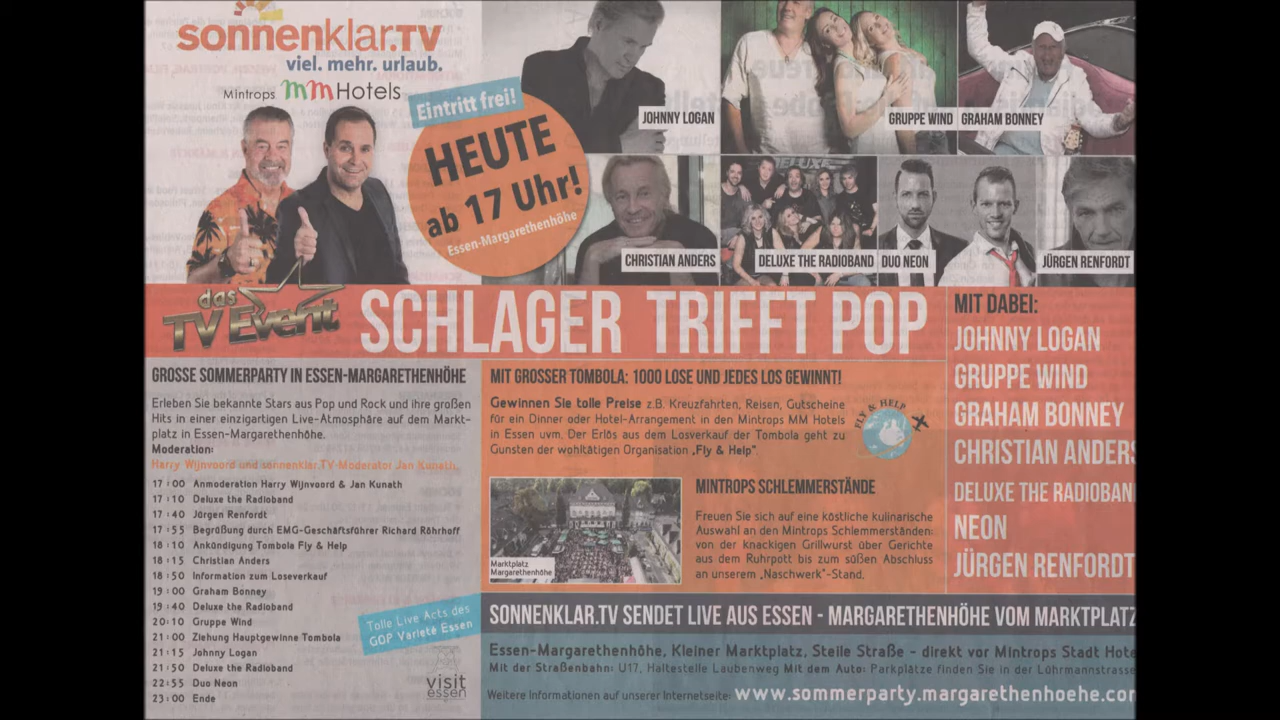 sonnenklar.TV
viel. mehr. urlaub.
Mintrops MM Hotels
Eintritt frei!
HEUTE
ab 17 Uhr!
Essen-Margarethenhöhe
JOHNNY LOGAN
GRUPPE WIND
GRAHAM BONNEY
CHRISTIAN ANDERS
DELUXE
DELUXE THE RADIOBAND
DUO NEON
JÜRGEN RENFORDT
das
TV Event
SCHLAGER TRIFFT POP
GROSSE SOMMERPARTY IN ESSEN-MARGARETHENHÖHE
Erleben Sie bekannte Stars aus Pop und Rock und ihre großen
Hits in einer einzigartigen Live-Atmosphäre auf dem Markt-
platz in Essen-Margarethenhöhe.
Moderation:
Harry Wijnvoord und sonnenklar.TV-Moderator Jan Kunath.
17:00 Anmoderation Harry Wijnvoord & Jan Kunath
17:10 Deluxe the Radioband
17:40 Jürgen Renfordt
17:55 Begrüßung durch EMG-Geschäftsführer Richard Röhrhoff
18:10 Ankündigung Tombola Fly & Help
18:15 Christian Anders
18:50 Information zum Loseverkauf
19:00 Graham Bonney
19:40 Deluxe the Radioband
20:10 Gruppe Wind
21:00 Ziehung Hauptgewinne Tombola
21:15 Johnny Logan
21:50 Deluxe the Radioband
22:55 Duo Neon
23:00 Ende
Tolle Live Acts des
GOP Varieté Essen
visit
essen
MIT GROSSER TOMBOLA: 1000 LOSE UND JEDES LOS GEWINNT!
Gewinnen Sie tolle Preise z.B. Kreuzfahrten, Reisen, Gutscheine
für ein Dinner oder Hotel-Arrangement in den Mintrops MM Hotels
in Essen uvm. Der Erlös aus dem Losverkauf der Tombola geht zu
Gunsten der wohltätigen Organisation „Fly & Help".
FLY & HELP
Marktplatz
Margarethenhöhe
MINTROPS SCHLEMMERSTÄNDE
Freuen Sie sich auf eine köstliche kulinarische
Auswahl an den Mintrops Schlemmerständen:
von der knackigen Grillwurst über Gerichte
aus dem Ruhrpott bis zum süßen Abschluss
an unserem „Naschwerk"-Stand.
MIT DABEI:
JOHNNY LOGAN
GRUPPE WIND
GRAHAM BONNEY
CHRISTIAN ANDERS
DELUXE THE RADIOBAN
NEON
JÜRGEN RENFORDT
SONNENKLAR.TV SENDET LIVE AUS ESSEN - MARGARETHENHÖHE VOM MARKTPLATZ
Essen-Margarethenhöhe, Kleiner Marktplatz, Steile Straße - direkt vor Mintrops Stadt Hote
Mit der Straßenbahn: U17, Haltestelle Laubenweg Mit dem Auto: Parkplätze finden Sie in der Lührmannstrasse
Weitere Informationen auf unserer Internetseite: www.sommerparty.margarethenhoehe.com